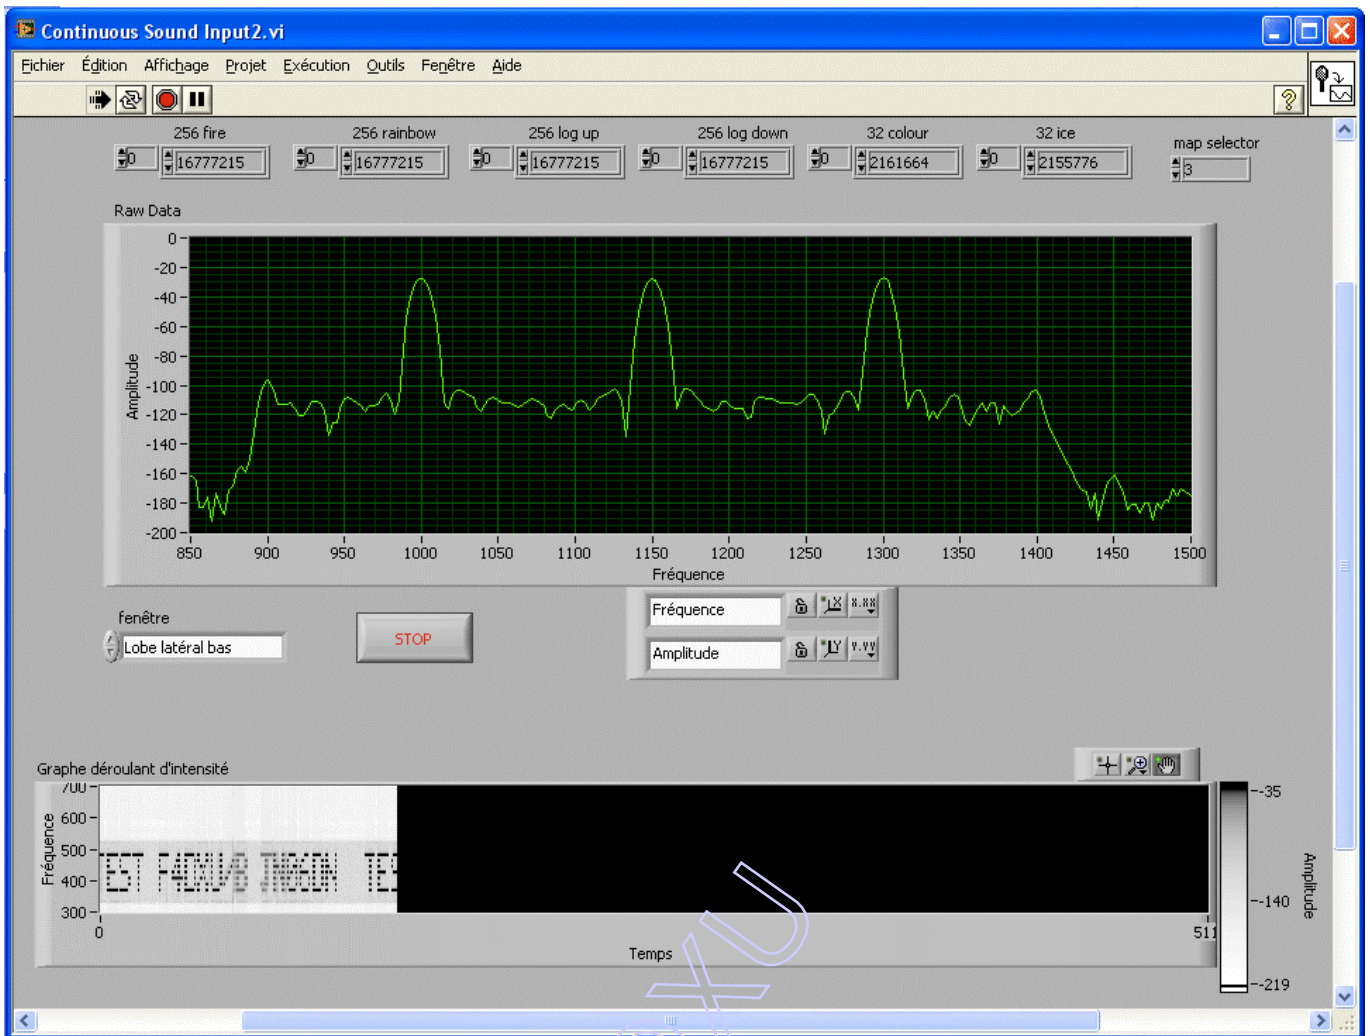 Continuous Sound Input2.vi
Fichier Édition Affichage Projet Exécution Outils Fenêtre Aide
256 fire 256 rainbow 256 log up 256 log down 32 colour 32 ice map selector
0 16777215 0 16777215 0 16777215 0 16777215 0 2161664 0 2155776 3
Raw Data
Amplitude
0
-20
-40
-60
-80
-100
-120
-140
-160
-180
-200
850 900 950 1000 1050 1100 1150 1200 1250 1300 1350 1400 1450 1500
Fréquence
fenêtre
Lobe latéral bas
STOP
Fréquence
Amplitude
Graphe déroulant d'intensité
Fréquence
700
600
500
400
300
EST F4CXU/B JN06ON TES
0 511
Temps
-35
-140
-219
Amplitude
XU